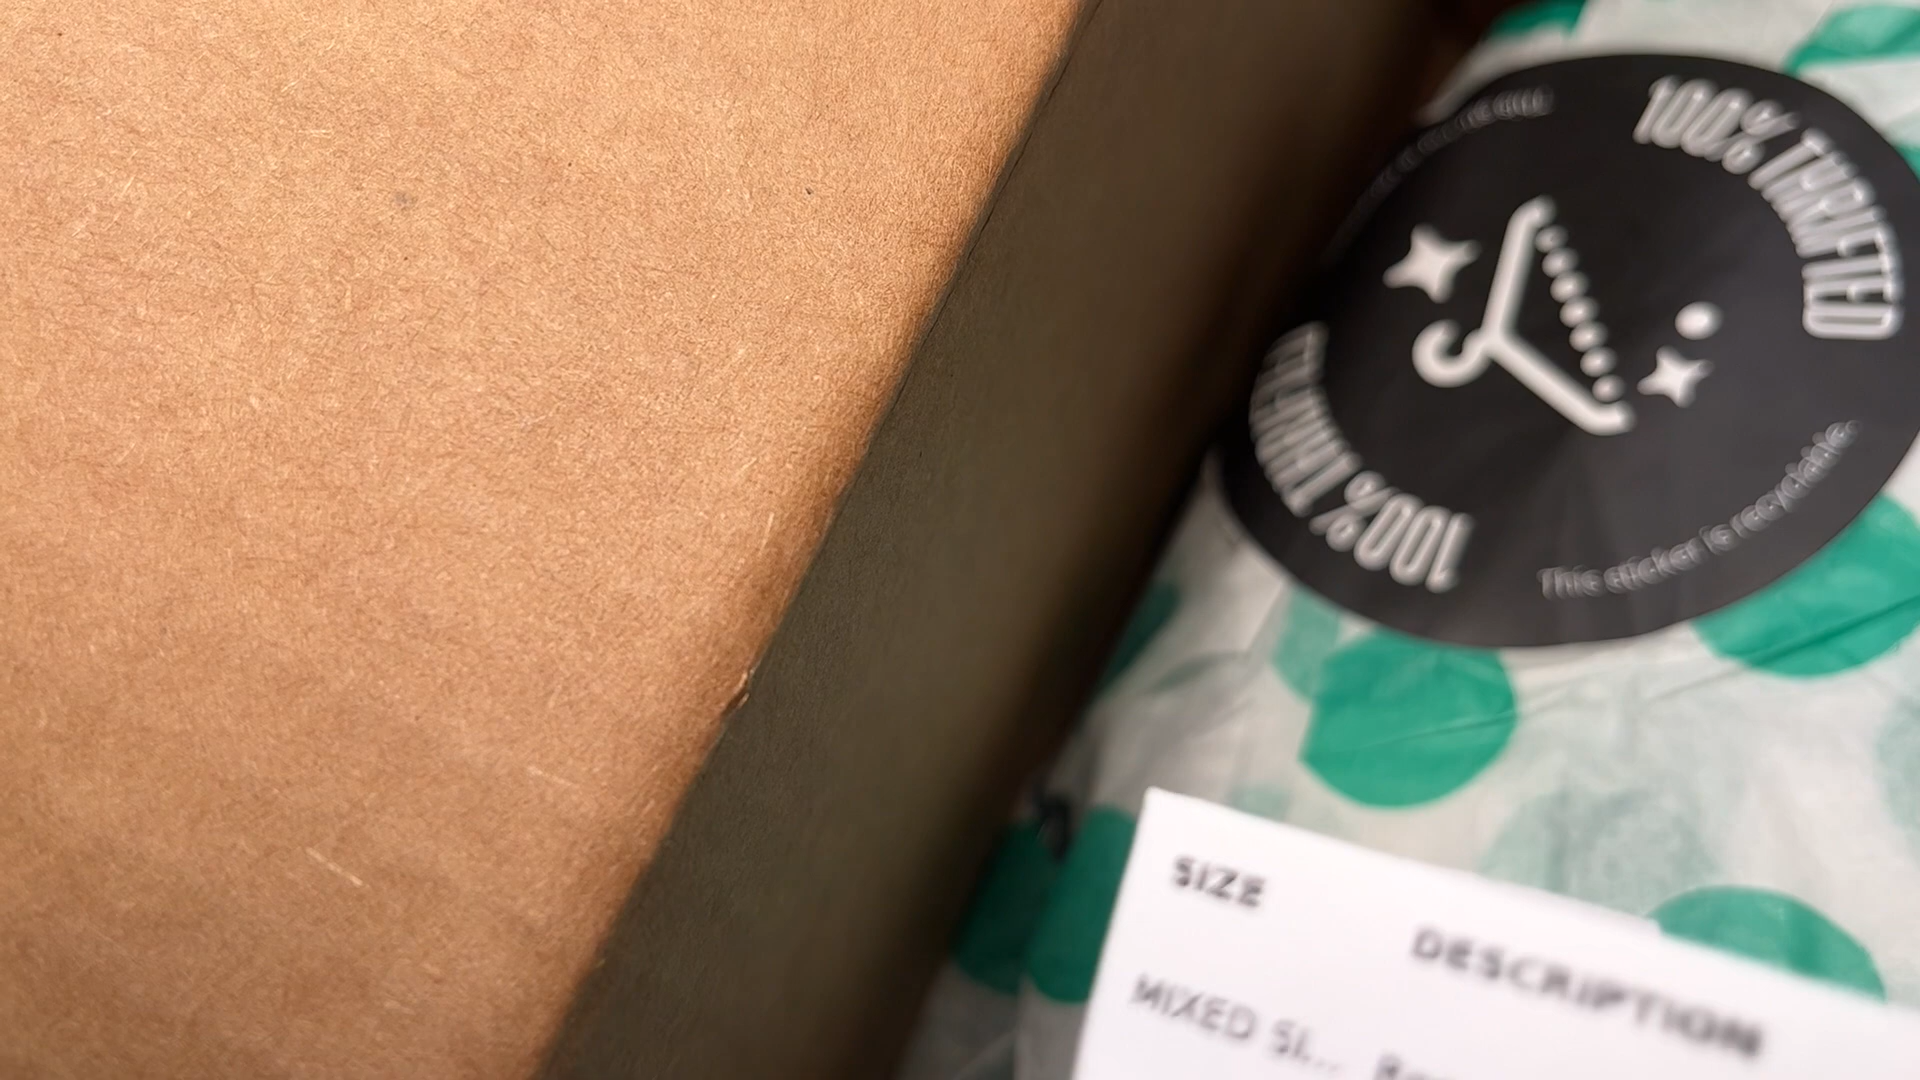 100% THRIFTED
100% THRIFTED
This sticker is recyclable.
SIZE
DESCRIPTION
MIXED SI...